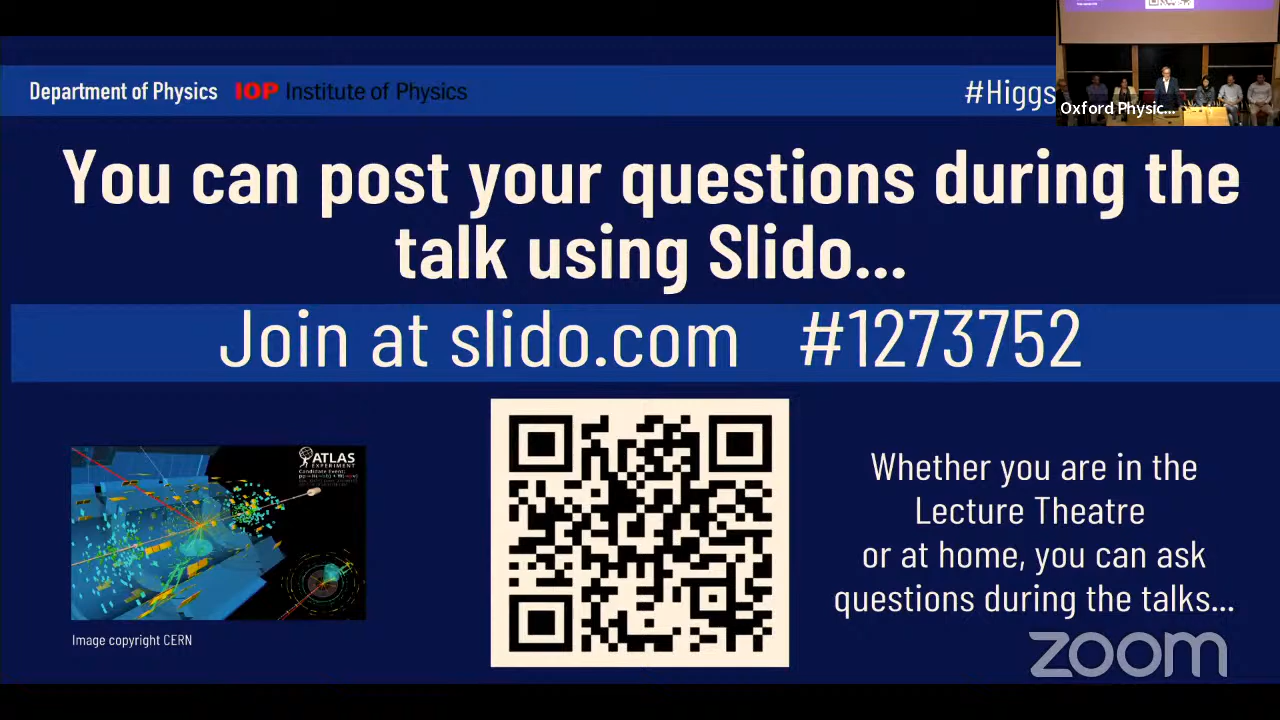 Department of Physics IOP Institute of Physics
#Higgs
Oxford Physic...
You can post your questions during the
talk using Slido...
Join at slido.com #1273752
ATLAS
EXPERIMENT
Candidate Event:
Image copyright CERN
Whether you are in the
Lecture Theatre
or at home, you can ask
questions during the talks...
zoom